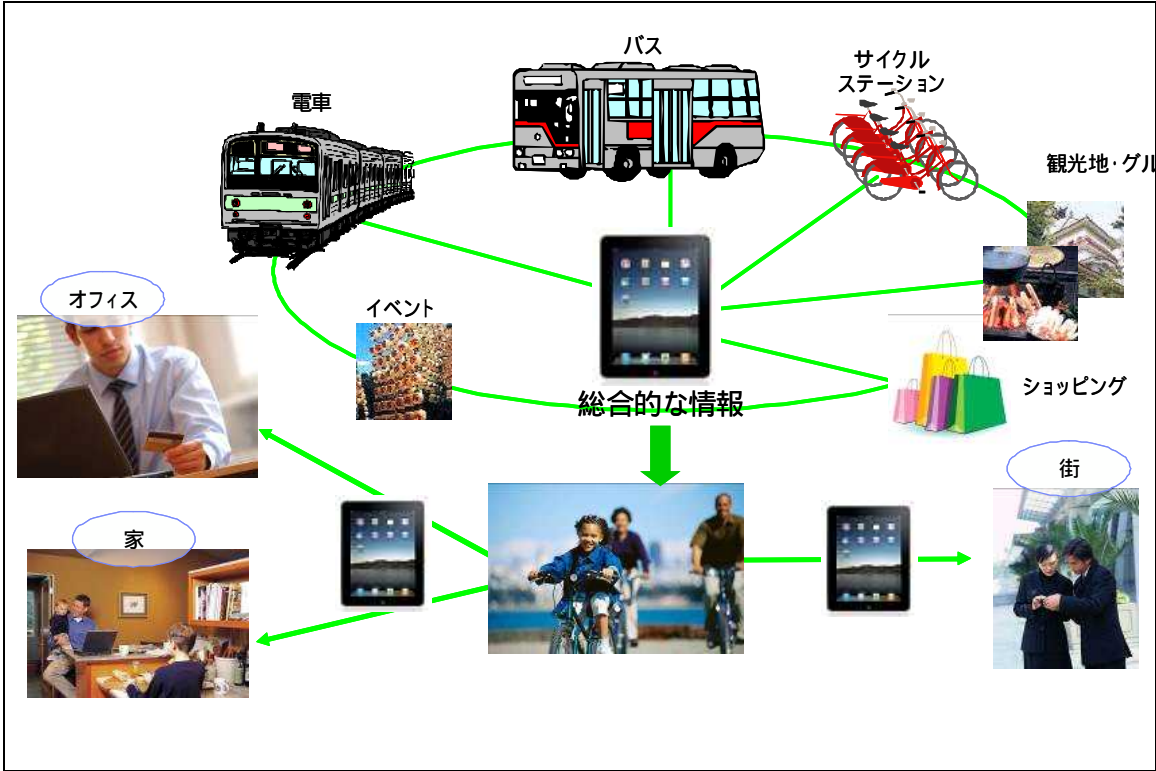 バス
サイクル
ステーション
電車
観光地・グル
オフィス
イベント
ショッピング
総合的な情報
街
家